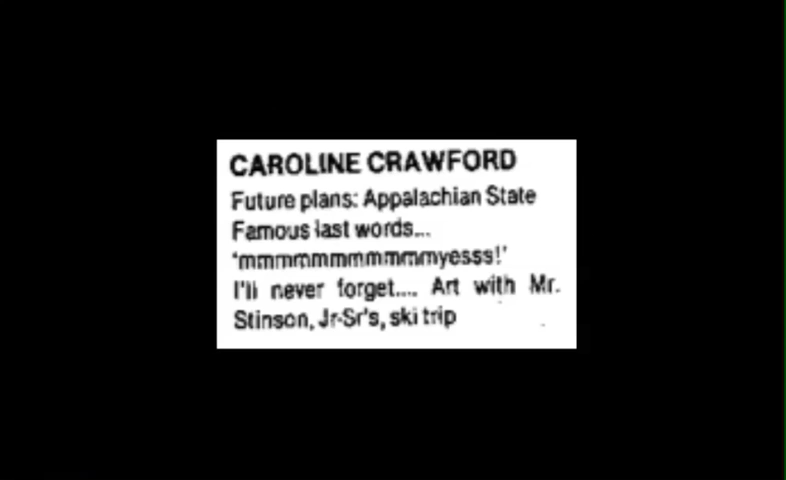 CAROLINE CRAWFORD
Future plans: Appalachian State
Famous last words...
'mmmmmmmmmmmyesss!'
I'll never forget.... Art with Mr.
Stinson, Jr-Sr's, ski trip